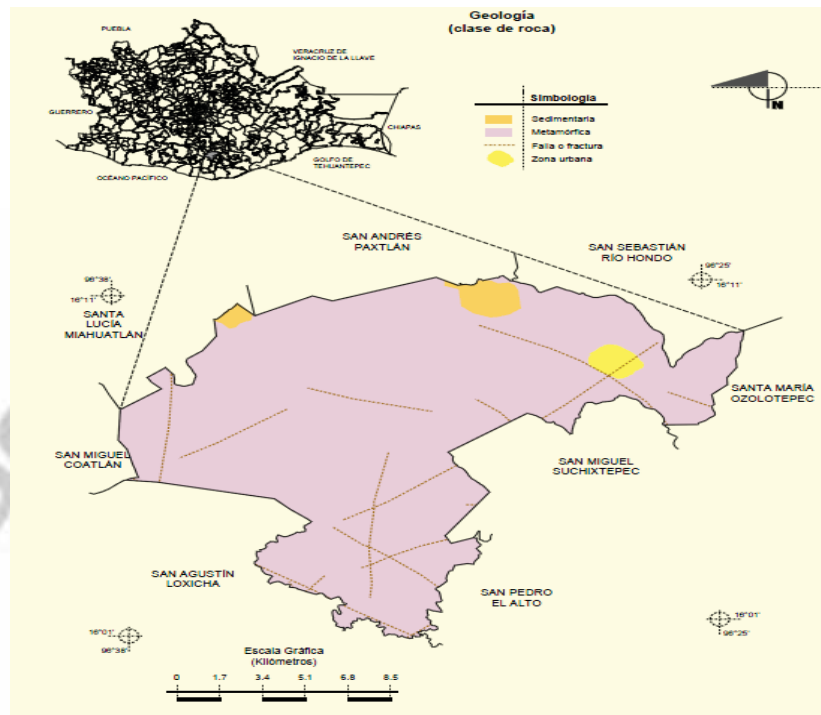 Geología
(clase de roca)
PUEBLA
VERACRUZ DE
IGNACIO DE LA LLAVE
GUERRERO
CHIAPAS
GOLFO DE
TEHUANTEPEC
OCÉANO PACÍFICO
N
Simbología
Sedimentaria
Metamórfica
Falla o fractura
Zona urbana
SAN ANDRÉS
PAXTLÁN
SAN SEBASTIÁN
RÍO HONDO
96°38'
16°11'
96°25'
16°11'
SANTA
LUCÍA
MIAHUATLÁN
SANTA MARÍA
OZOLOTEPEC
SAN MIGUEL
COATLÁN
SAN MIGUEL
SUCHIXTEPEC
SAN AGUSTÍN
LOXICHA
SAN PEDRO
EL ALTO
16°01'
96°38'
16°01'
96°25'
Escala Gráfica
(Kilómetros)
0 1.7 3.4 5.1 6.8 8.5